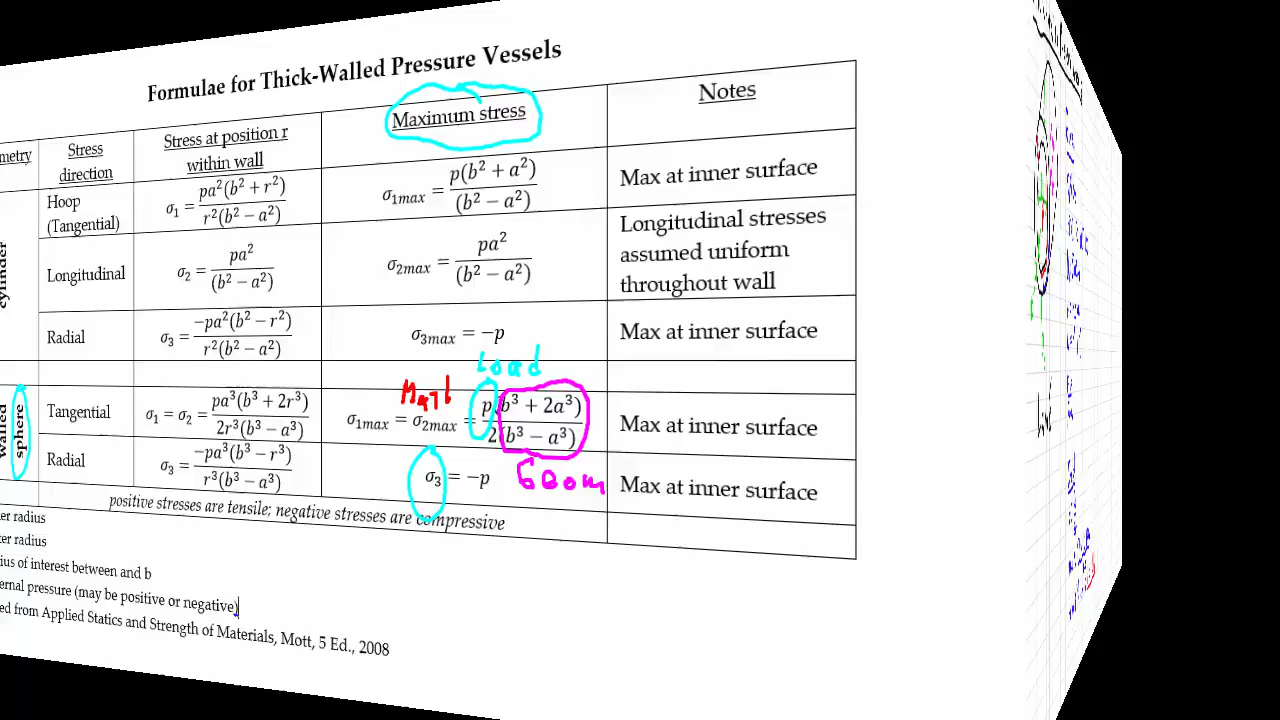 Formulae for Thick-Walled Pressure Vessels
metry
Stress direction
Stress at position r within wall
Maximum stress
Notes
cylinder
Hoop (Tangential)
σ₁ = pa²(b² + r²) / r²(b² − a²)
σ₁max = p(b² + a²) / (b² − a²)
Max at inner surface
Longitudinal
σ₂ = pa² / (b² − a²)
σ₂max = pa² / (b² − a²)
Longitudinal stresses
assumed uniform
throughout wall
Radial
σ₃ = −pa²(b² − r²) / r²(b² − a²)
σ₃max = −p
Max at inner surface
Load
Matl
walled sphere
Tangential
σ₁ = σ₂ = pa³(b³ + 2r³) / 2r³(b³ − a³)
σ₁max = σ₂max = p(b³ + 2a³) / 2(b³ − a³)
Max at inner surface
Radial
σ₃ = −pa³(b³ − r³) / r³(b³ − a³)
σ₃ = −p
Geom
Max at inner surface
positive stresses are tensile; negative stresses are compressive
er radius
ter radius
ius of interest between and b
ernal pressure (may be positive or negative)
ed from Applied Statics and Strength of Materials, Mott, 5 Ed., 2008